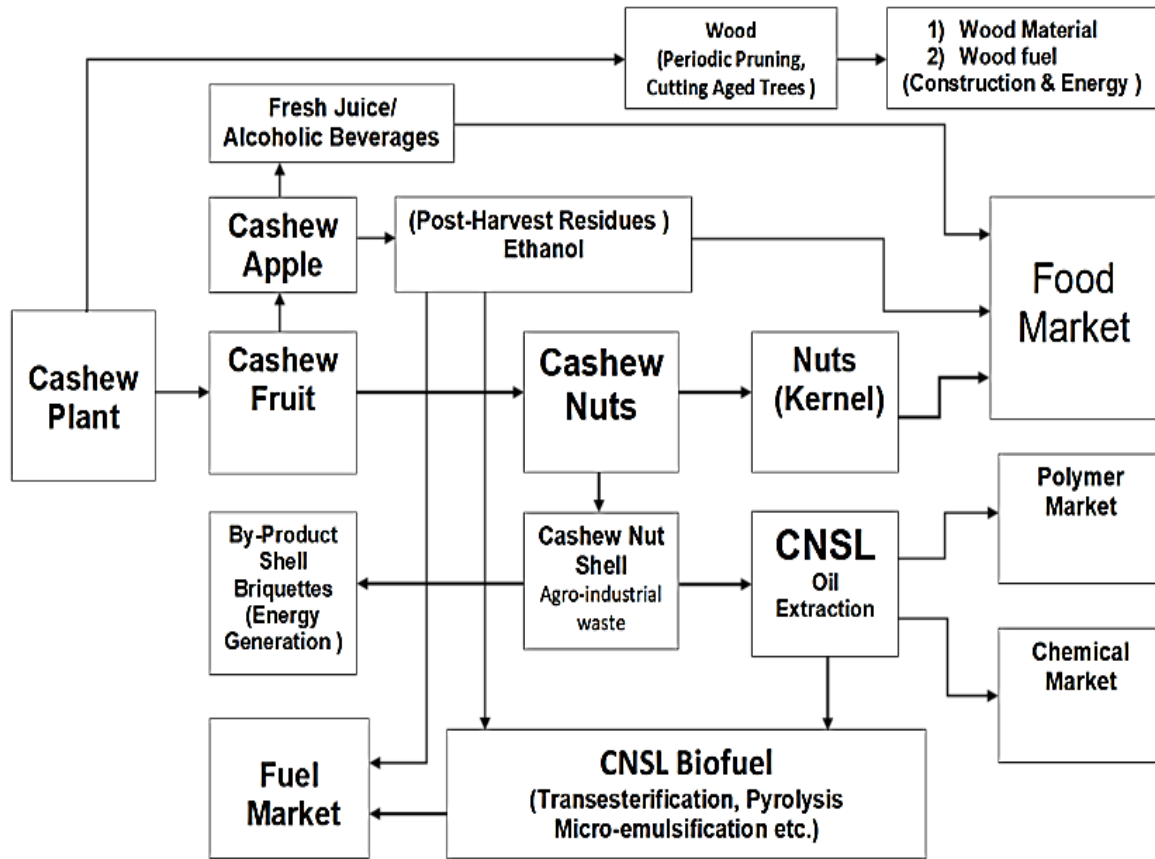 Wood
(Periodic Pruning,
Cutting Aged Trees )
1) Wood Material
2) Wood fuel
(Construction & Energy )
Fresh Juice/
Alcoholic Beverages
Cashew
Apple
(Post-Harvest Residues )
Ethanol
Food
Market
Cashew
Plant
Cashew
Fruit
Cashew
Nuts
Nuts
(Kernel)
By-Product
Shell
Briquettes
(Energy
Generation )
Cashew Nut
Shell
Agro-industrial
waste
CNSL
Oil
Extraction
Polymer
Market
Chemical
Market
Fuel
Market
CNSL Biofuel
(Transesterification, Pyrolysis
Micro-emulsification etc.)